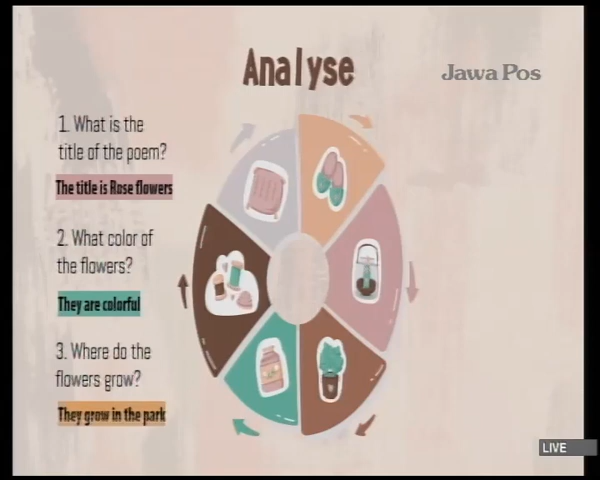 Analyse
Jawa Pos
1. What is the
title of the poem?
The title is Rose flowers
2. What color of
the flowers?
They are colorful
3. Where do the
flowers grow?
They grow in the park
LIVE